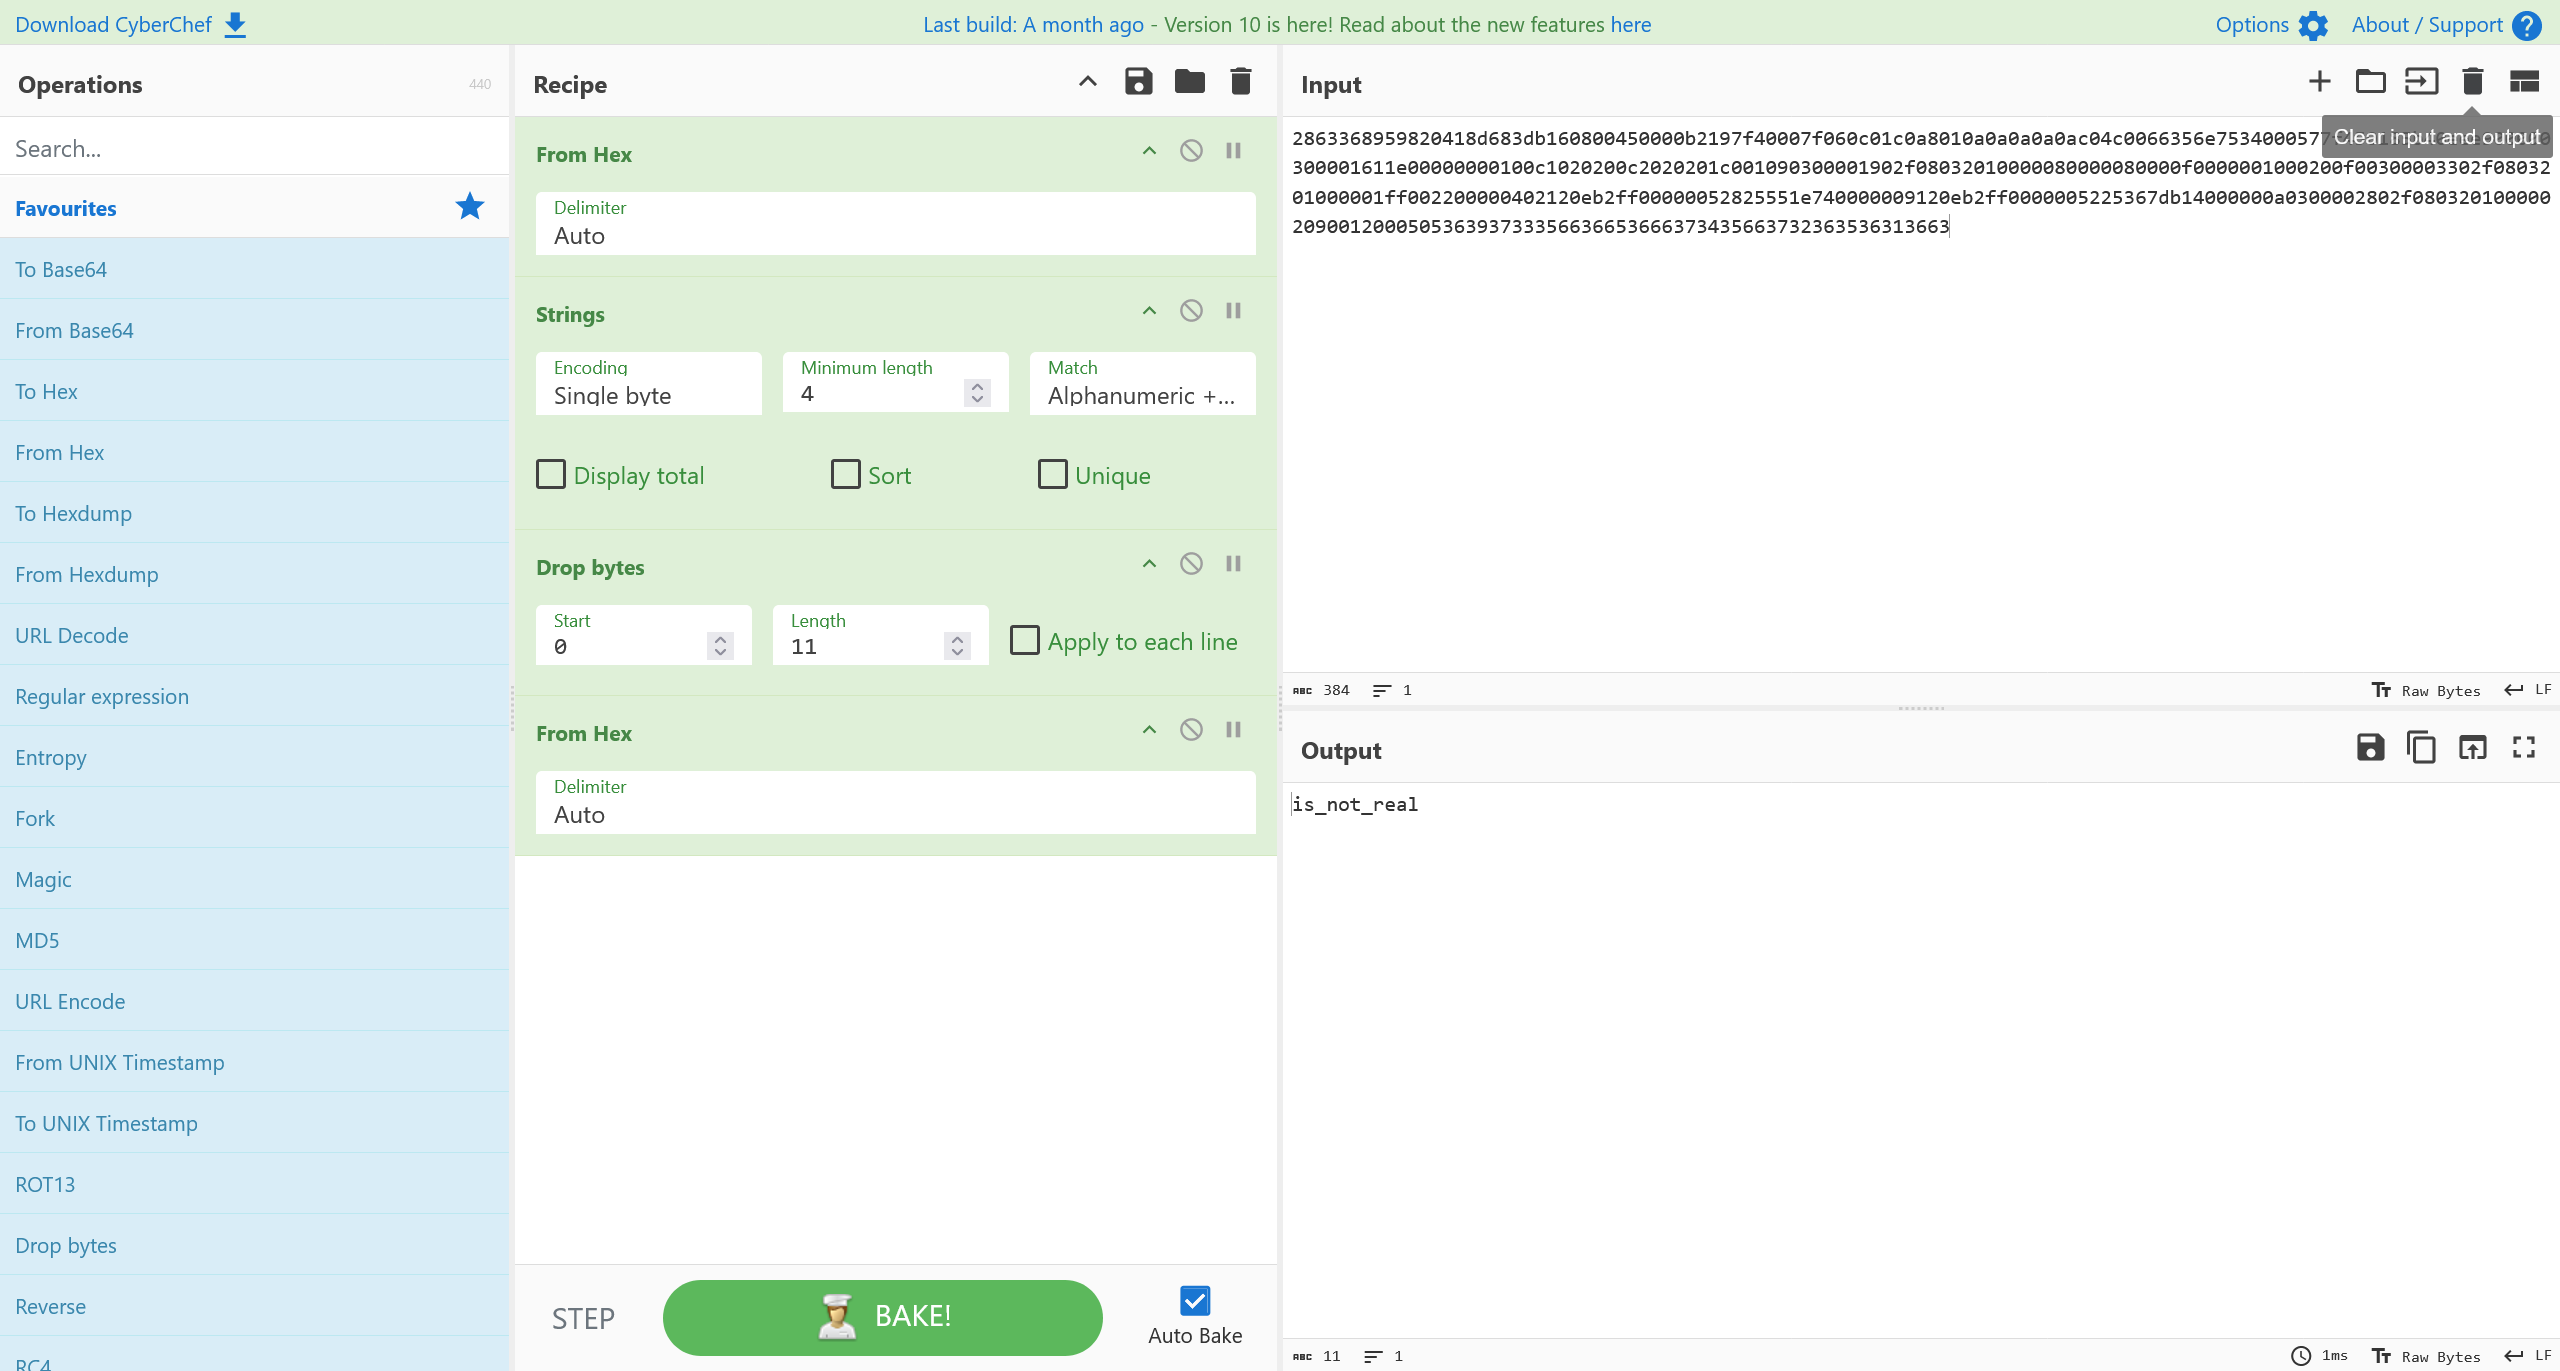 Download CyberChef
Last build: A month ago - Version 10 is here! Read about the new features here
Options
About / Support
Operations
440
Search...
Favourites
To Base64
From Base64
To Hex
From Hex
To Hexdump
From Hexdump
URL Decode
Regular expression
Entropy
Fork
Magic
MD5
URL Encode
From UNIX Timestamp
To UNIX Timestamp
ROT13
Drop bytes
Reverse
RC4
Recipe
From Hex
Delimiter
Auto
Strings
Encoding
Single byte
Minimum length
4
Match
Alphanumeric +...
Display total
Sort
Unique
Drop bytes
Start
0
Length
11
Apply to each line
From Hex
Delimiter
Auto
STEP
BAKE!
Auto Bake
Input
Clear input and output
2863368959820418d683db160800450000b2197f40007f060c01c0a8010a0a0a0a0ac04c0066356e7534000577
300001611e00000000100c1020200c2020201c001090300001902f08032010000080000080000f0000001000200f00300003302f08032
01000001ff002200000402120eb2ff00000052825551e740000009120eb2ff0000005225367db14000000a0300002802f080320100000
2090012000505363937333566366536663734356637323635363136​63
abc 384
1
Raw Bytes
LF
Output
is_not_real
abc 11
1
1ms
Raw Bytes
LF